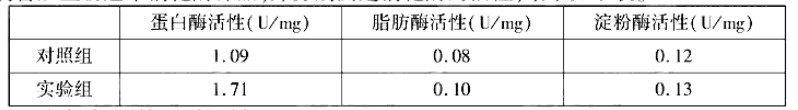 蛋白酶活性(U/mg) 脂肪酶活性(U/mg) 淀粉酶活性(U/mg)
对照组 1.09 0.08 0.12
实验组 1.71 0.10 0.13